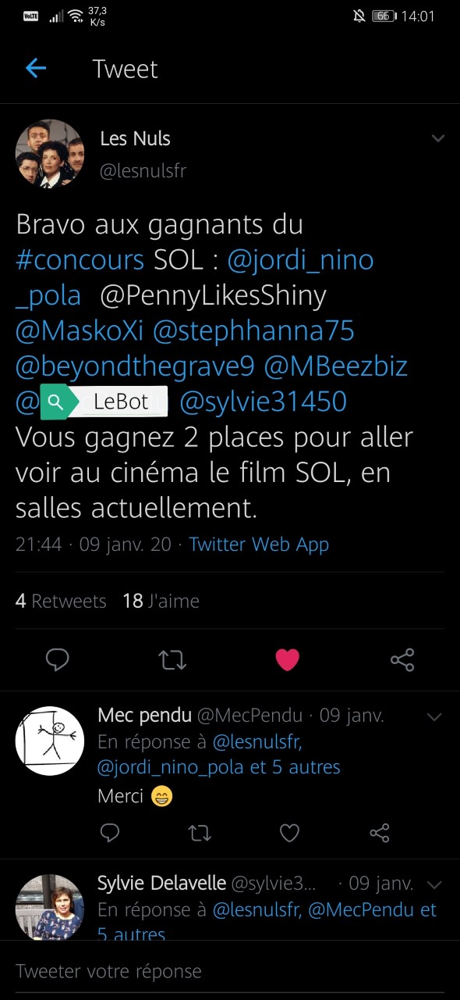 VoLTE 37,3 K/s 66 14:01
Tweet
Les Nuls
@lesnulsfr
Bravo aux gagnants du
#concours SOL : @jordi_nino
_pola @PennyLikesShiny
@MaskoXi @stephhanna75
@beyondthegrave9 @MBeezbiz
@ LeBot @sylvie31450
Vous gagnez 2 places pour aller
voir au cinéma le film SOL, en
salles actuellement.
21:44 · 09 janv. 20 · Twitter Web App
4 Retweets 18 J'aime
Mec pendu @MecPendu · 09 janv.
En réponse à @lesnulsfr,
@jordi_nino_pola et 5 autres
Merci 😁
Sylvie Delavelle @sylvie3... · 09 janv.
En réponse à @lesnulsfr, @MecPendu et
5 autres
Tweeter votre réponse